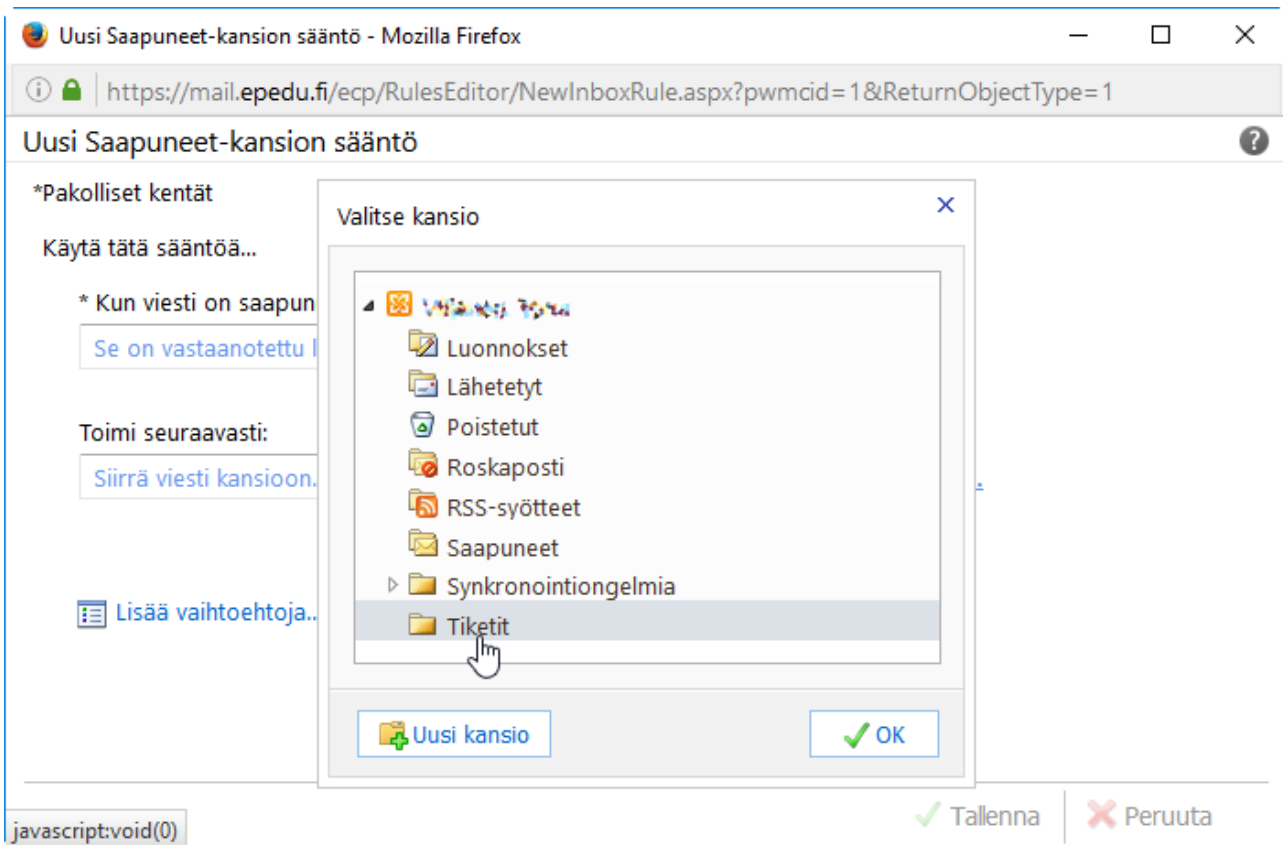 Uusi Saapuneet-kansion sääntö - Mozilla Firefox
https://mail.epedu.fi/ecp/RulesEditor/NewInboxRule.aspx?pwmcid=1&ReturnObjectType=1
Uusi Saapuneet-kansion sääntö
*Pakolliset kentät
Valitse kansio
Käytä tätä sääntöä...
* Kun viesti on saapun
Se on vastaanotettu l
Luonnokset
Lähetetyt
Poistetut
Toimi seuraavasti:
Roskaposti
Siirrä viesti kansioon.
RSS-syötteet
Saapuneet
Synkronointiongelmia
Lisää vaihtoehtoja..
Tiketit
Uusi kansio
OK
Tallenna
Peruuta
javascript:void(0)